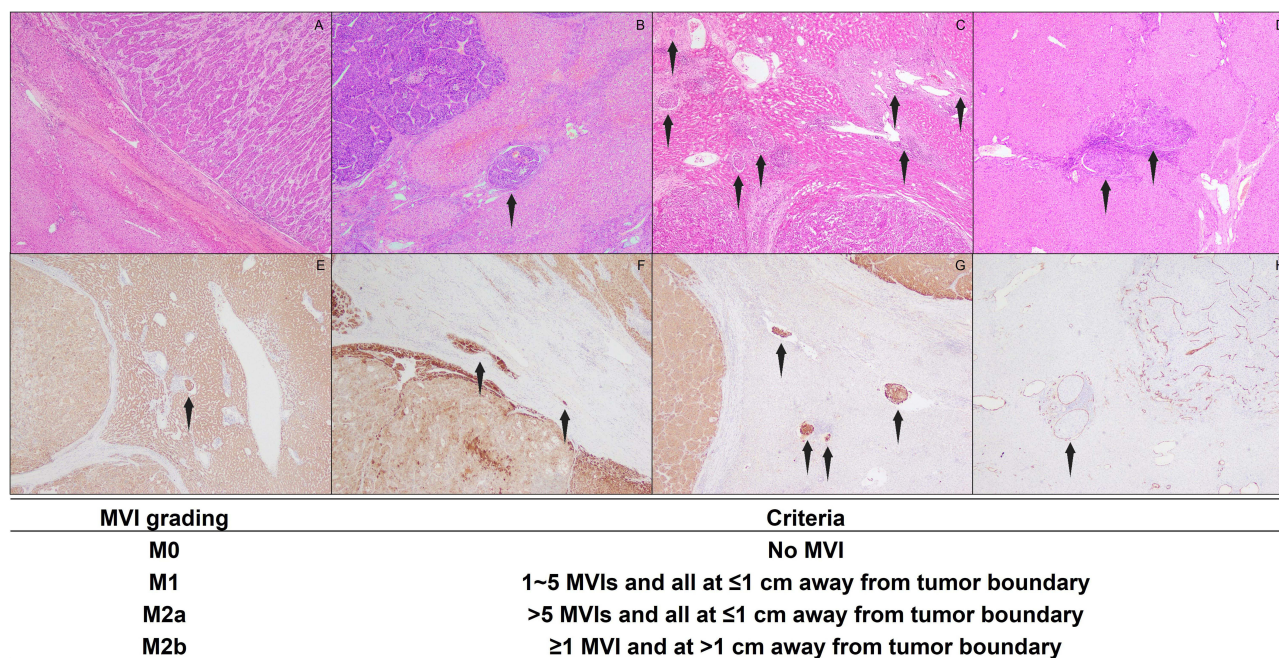 A
B
C
D
E
F
G
H
MVI grading Criteria
M0 No MVI
M1 1~5 MVIs and all at ≤1 cm away from tumor boundary
M2a >5 MVIs and all at ≤1 cm away from tumor boundary
M2b ≥1 MVI and at >1 cm away from tumor boundary